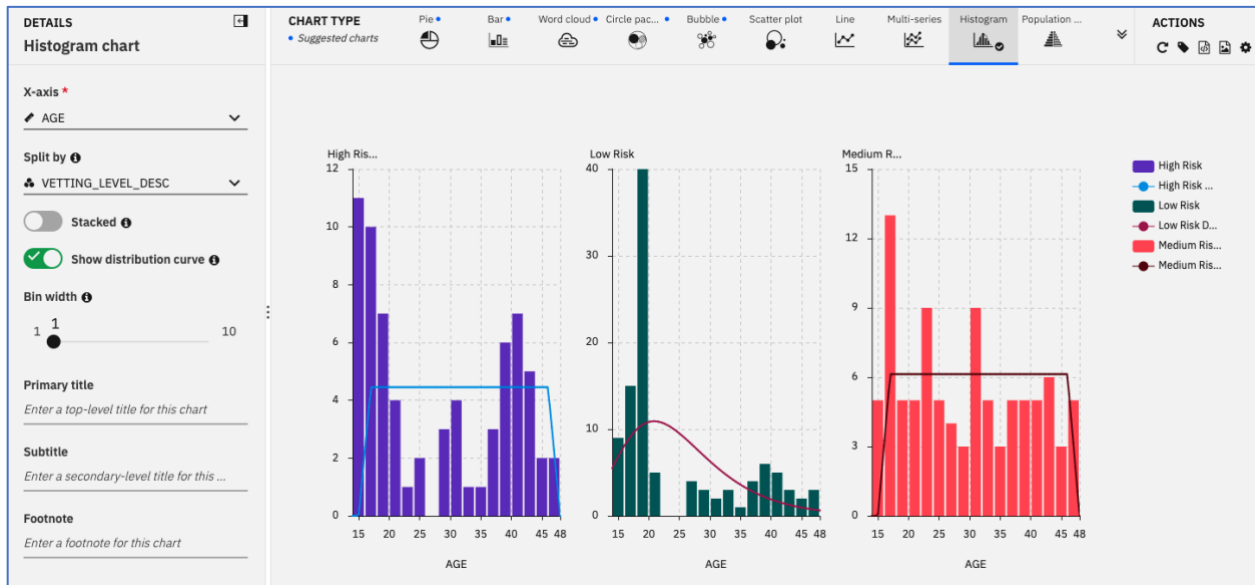 DETAILS
Histogram chart
X-axis *
AGE
Split by
VETTING_LEVEL_DESC
Stacked
Show distribution curve
Bin width
1
1
10
Primary title
Enter a top-level title for this chart
Subtitle
Enter a secondary-level title for this ...
Footnote
Enter a footnote for this chart
CHART TYPE
Suggested charts
Pie
Bar
Word cloud
Circle pac...
Bubble
Scatter plot
Line
Multi-series
Histogram
Population ...
ACTIONS
High Ris...
12
10
8
6
4
2
0
15 20 25 30 35 40 45 48
AGE
Low Risk
40
30
20
10
0
15 20 25 30 35 40 45 48
AGE
Medium R...
15
12
9
6
3
0
15 20 25 30 35 40 45 48
AGE
High Risk
High Risk ...
Low Risk
Low Risk D...
Medium Ris...
Medium Ris...